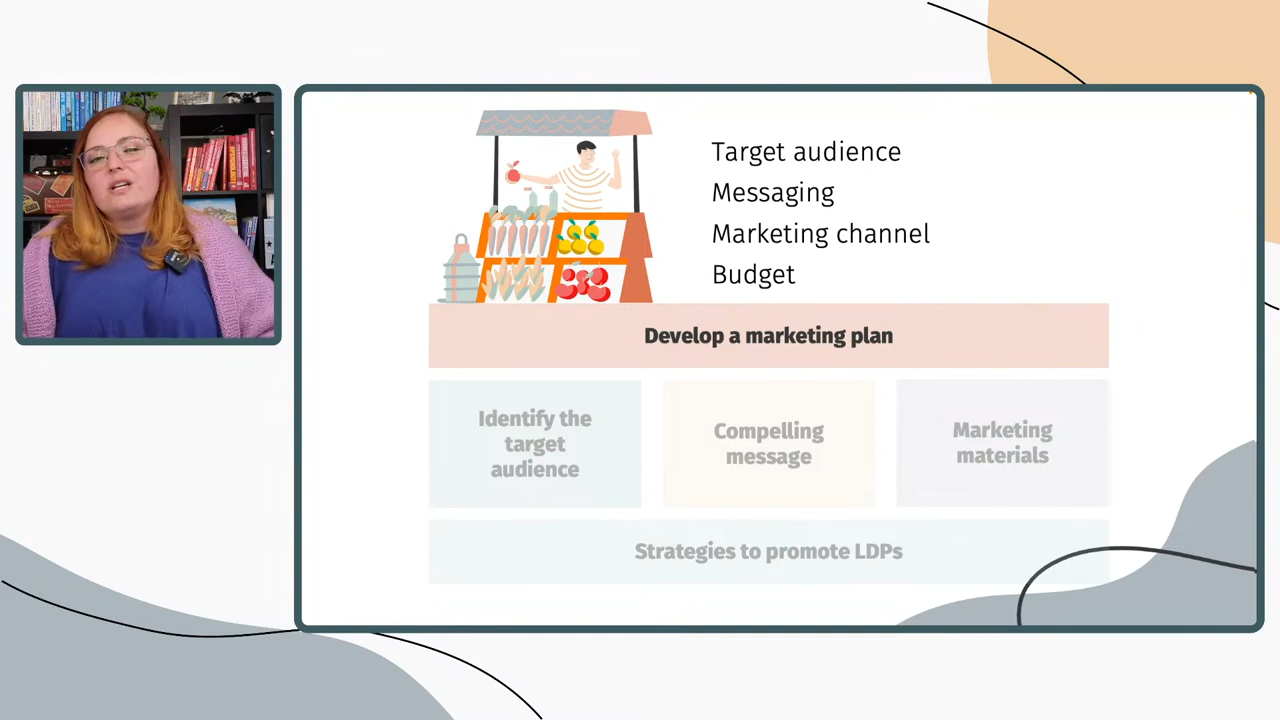 Target audience
Messaging
Marketing channel
Budget
Develop a marketing plan
Identify the
target
audience
Compelling
message
Marketing
materials
Strategies to promote LDPs